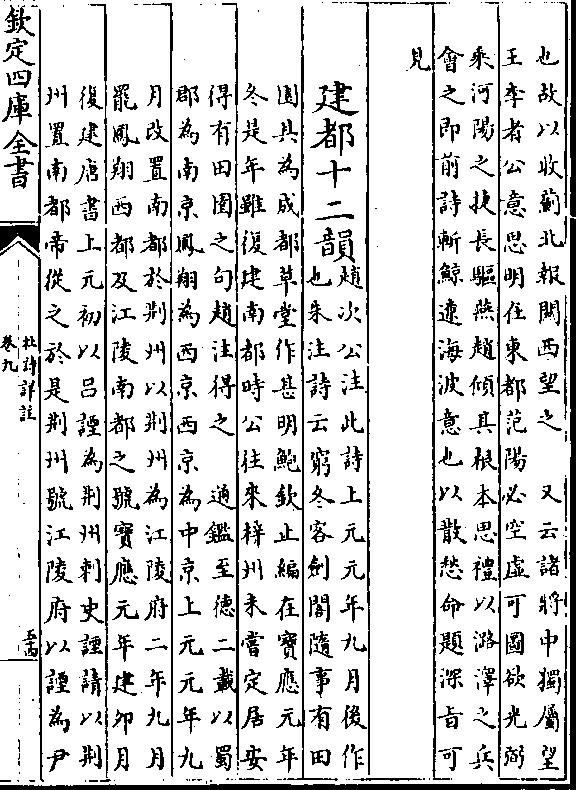 也故以收薊北報關西望之　又云諸將中獨屬望
王李者公意思明在東都范陽必空虛可圖欲光弼
乘河陽之捷長驅燕趙傾其根本思禮以潞澤之兵
會之即前詩斬鯨遼海波意也以散愁命題深旨可
見
建都十二韻
趙次公注此詩上元元年九月後作
也朱注詩云窮冬客劍閣隨事有田
園具為成都草堂作甚明鮑欽止編在寶應元年
冬是年雖復建南都時公往來梓州未嘗定居安
得有田園之句趙注得之　通鑑至德二載以蜀
郡為南京鳳翔為西京西京為中京上元元年九
月改置南都於荆州以荆州為江陵府二年九月
罷鳳翔西都及江陵南都之號寶應元年建卯月
復建唐書上元初以呂諲為荆州刺史諲請以荆
州置南都帝從之於是荆州號江陵府以諲為尹
欽定四庫全書
杜詩詳註
卷九
五十四